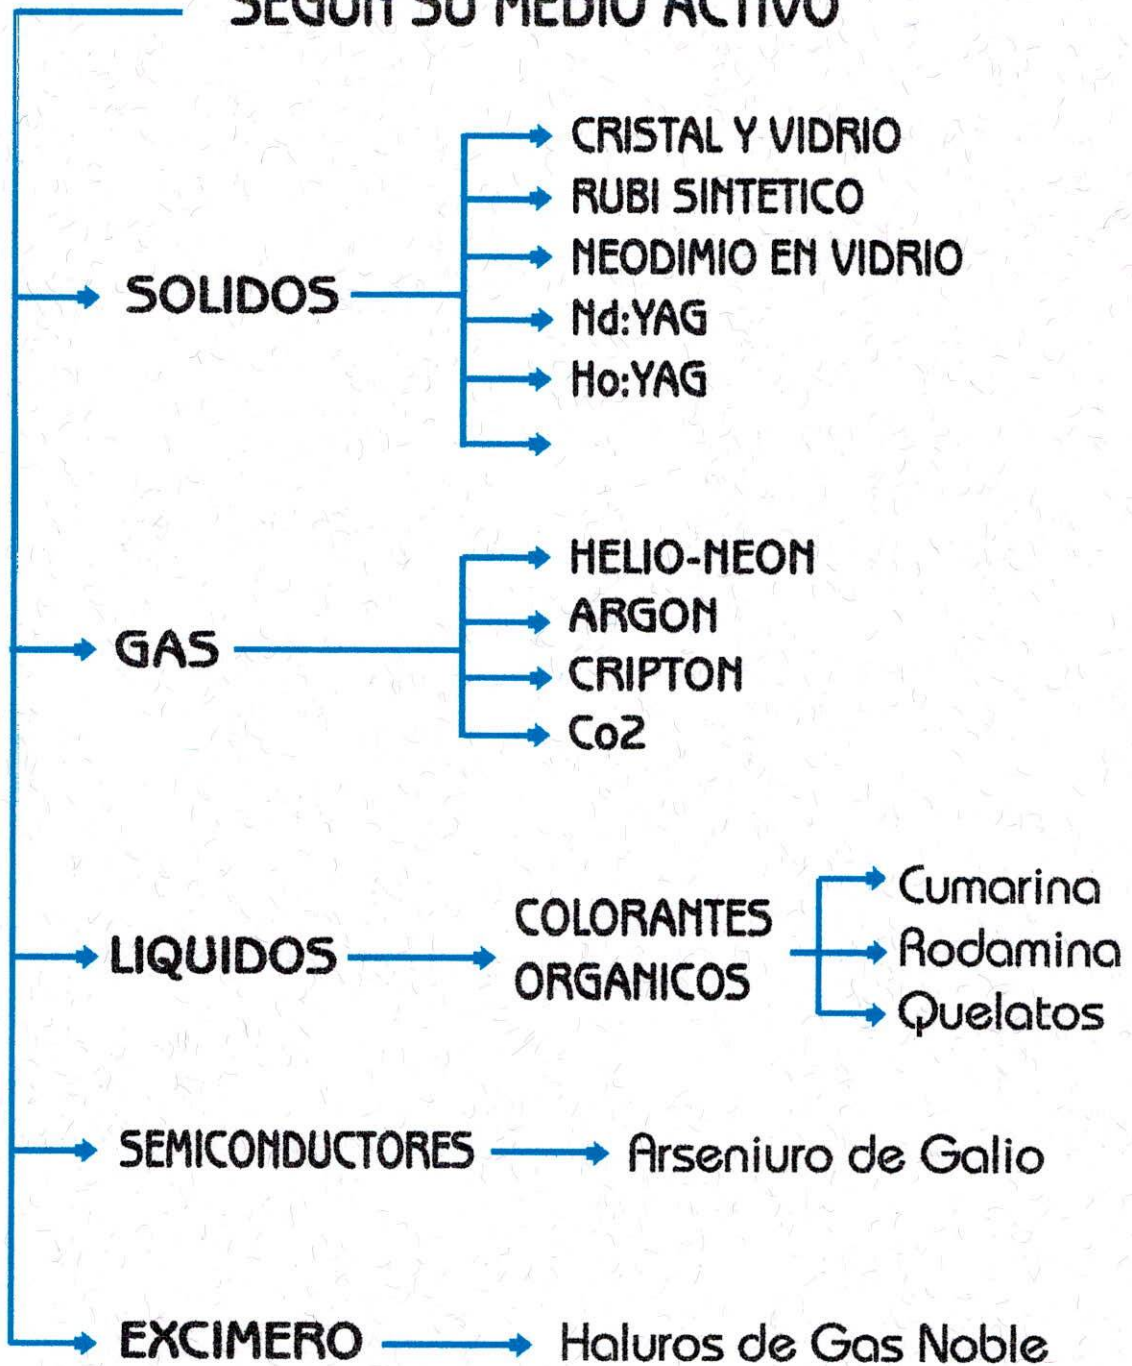 SEGUN SU MEDIO ACTIVO
CRISTAL Y VIDRIO
RUBI SINTETICO
NEODIMIO EN VIDRIO
SOLIDOS
Nd:YAG
Ho:YAG
HELIO-NEON
ARGON
GAS
CRIPTON
Co2
Cumarina
COLORANTES
LIQUIDOS
Rodamina
ORGANICOS
Quelatos
SEMICONDUCTORES
Arseniuro de Galio
EXCIMERO
Haluros de Gas Noble